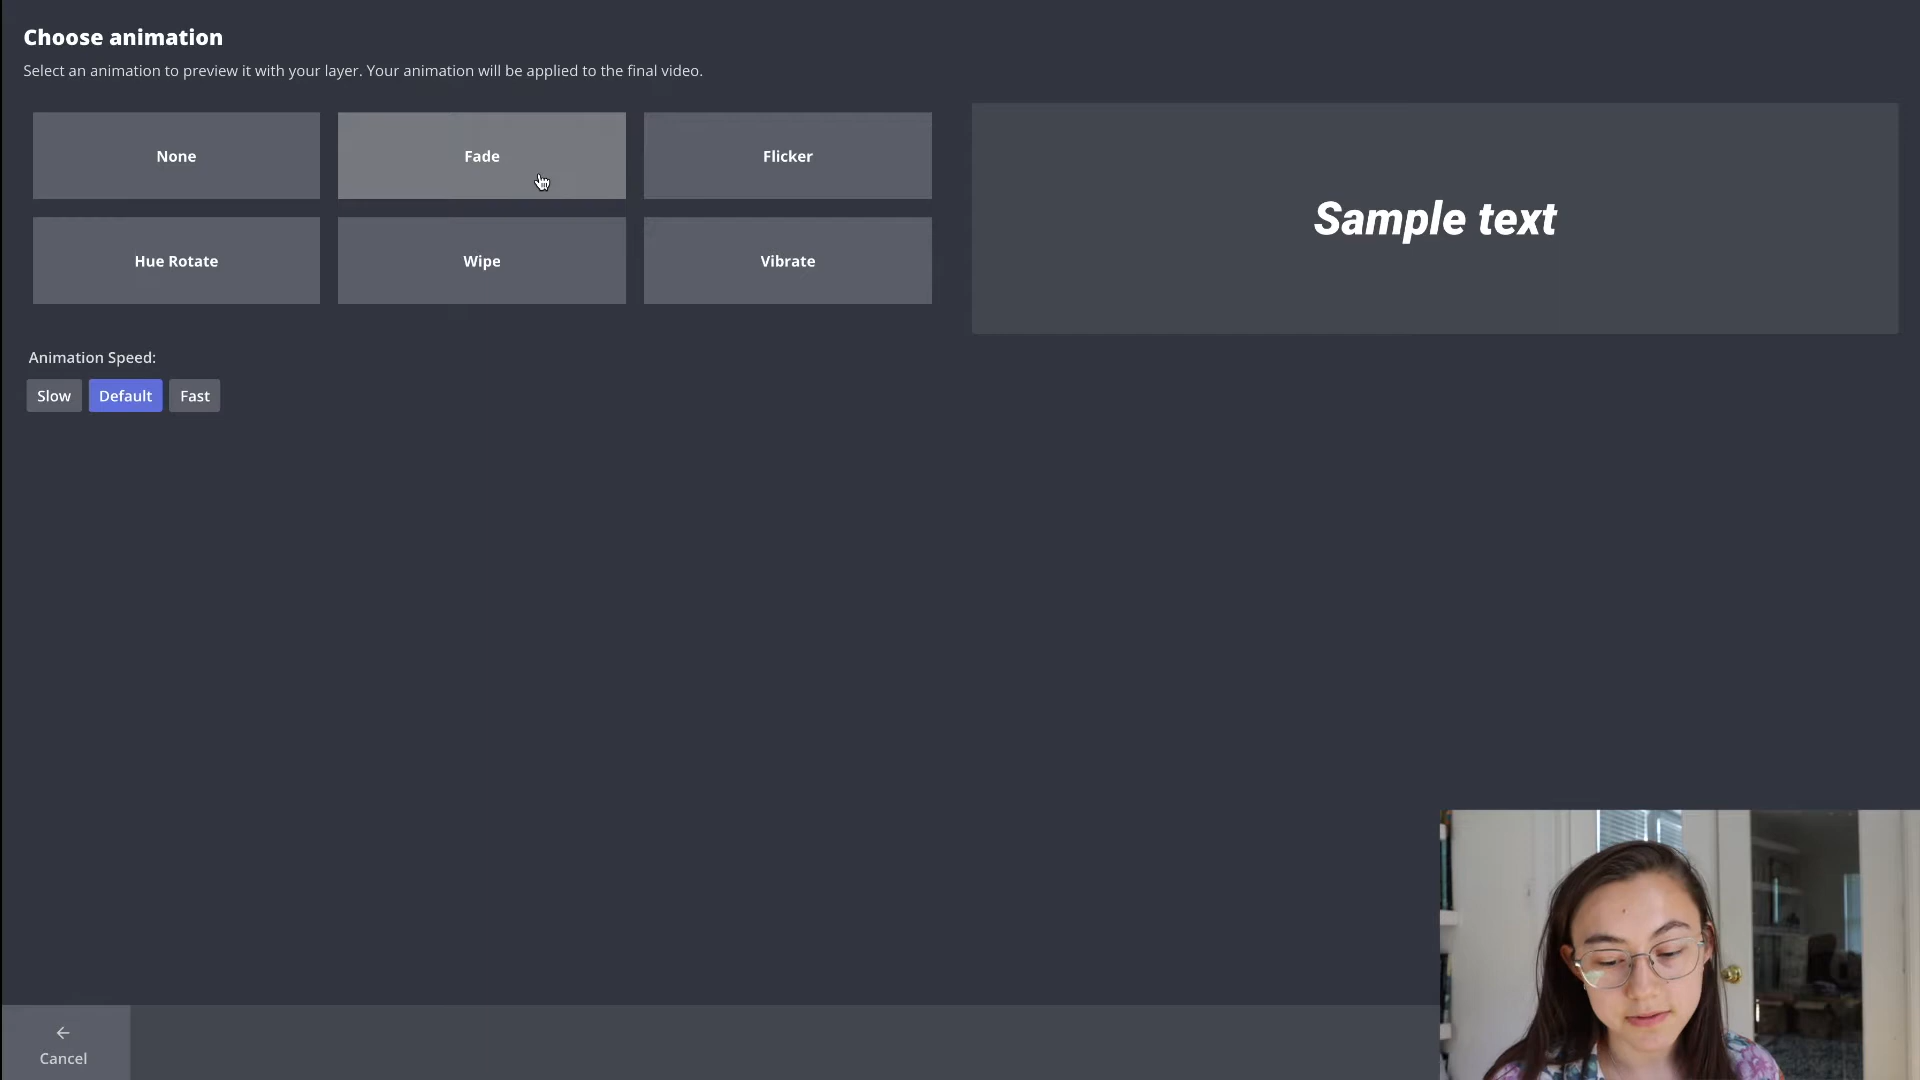 Choose animation
Select an animation to preview it with your layer. Your animation will be applied to the final video.
None
Fade
Flicker
Sample text
Hue Rotate
Wipe
Vibrate
Animation Speed:
Slow
Default
Fast
Cancel